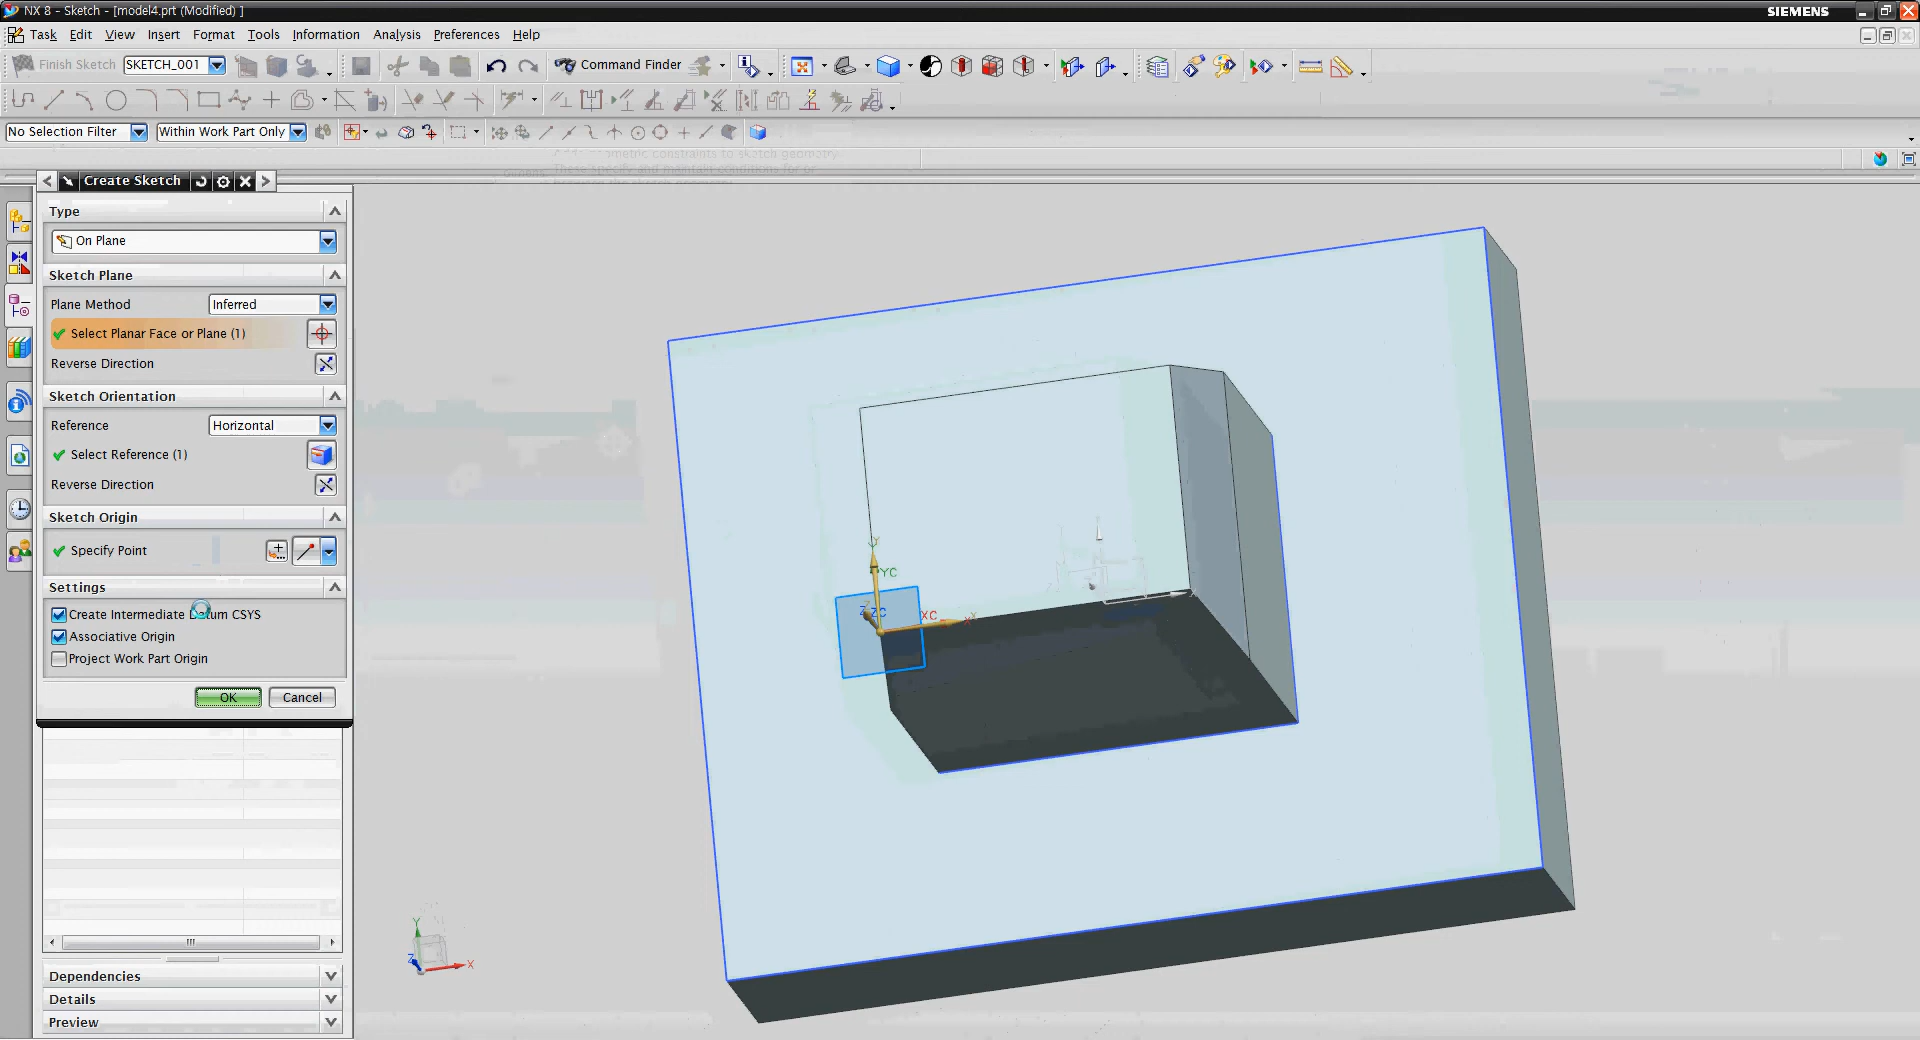 NX 8 - Sketch - [model4.prt (Modified) ]
SIEMENS
Task Edit View Insert Format Tools Information Analysis Preferences Help
Finish Sketch SKETCH_001 Command Finder
No Selection Filter Within Work Part Only
Create Sketch
Type
On Plane
Sketch Plane
Plane Method Inferred
Select Planar Face or Plane (1)
Reverse Direction
Sketch Orientation
Reference Horizontal
Select Reference (1)
Reverse Direction
Sketch Origin
Specify Point
Settings
Create Intermediate Datum CSYS
Associative Origin
Project Work Part Origin
OK Cancel
Dependencies
Details
Preview
Y
YC
Z ZC
XC X
Y
Z X